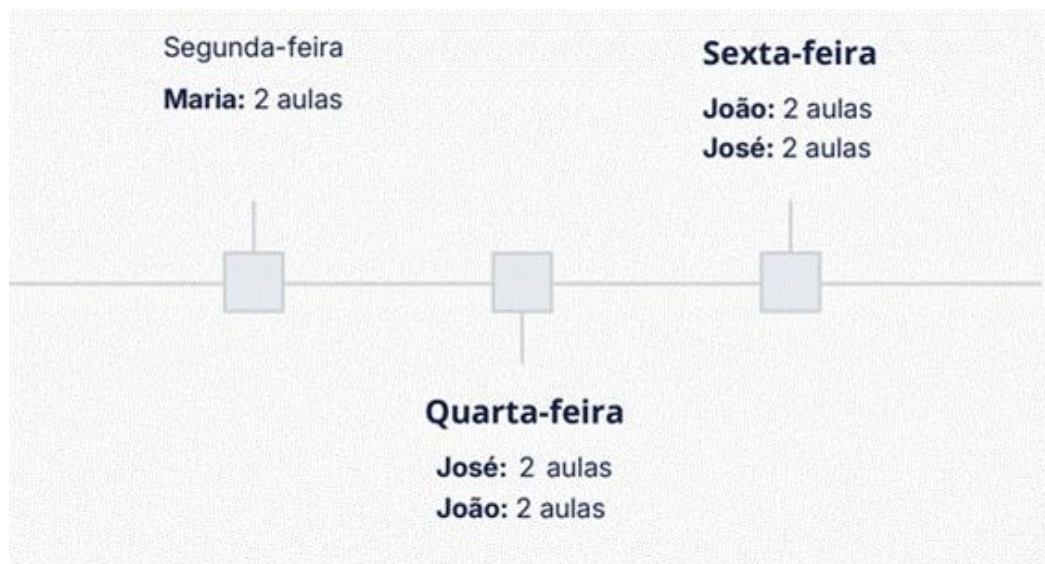 Segunda-feira
Maria: 2 aulas
Quarta-feira
José: 2 aulas
João: 2 aulas
Sexta-feira
João: 2 aulas
José: 2 aulas